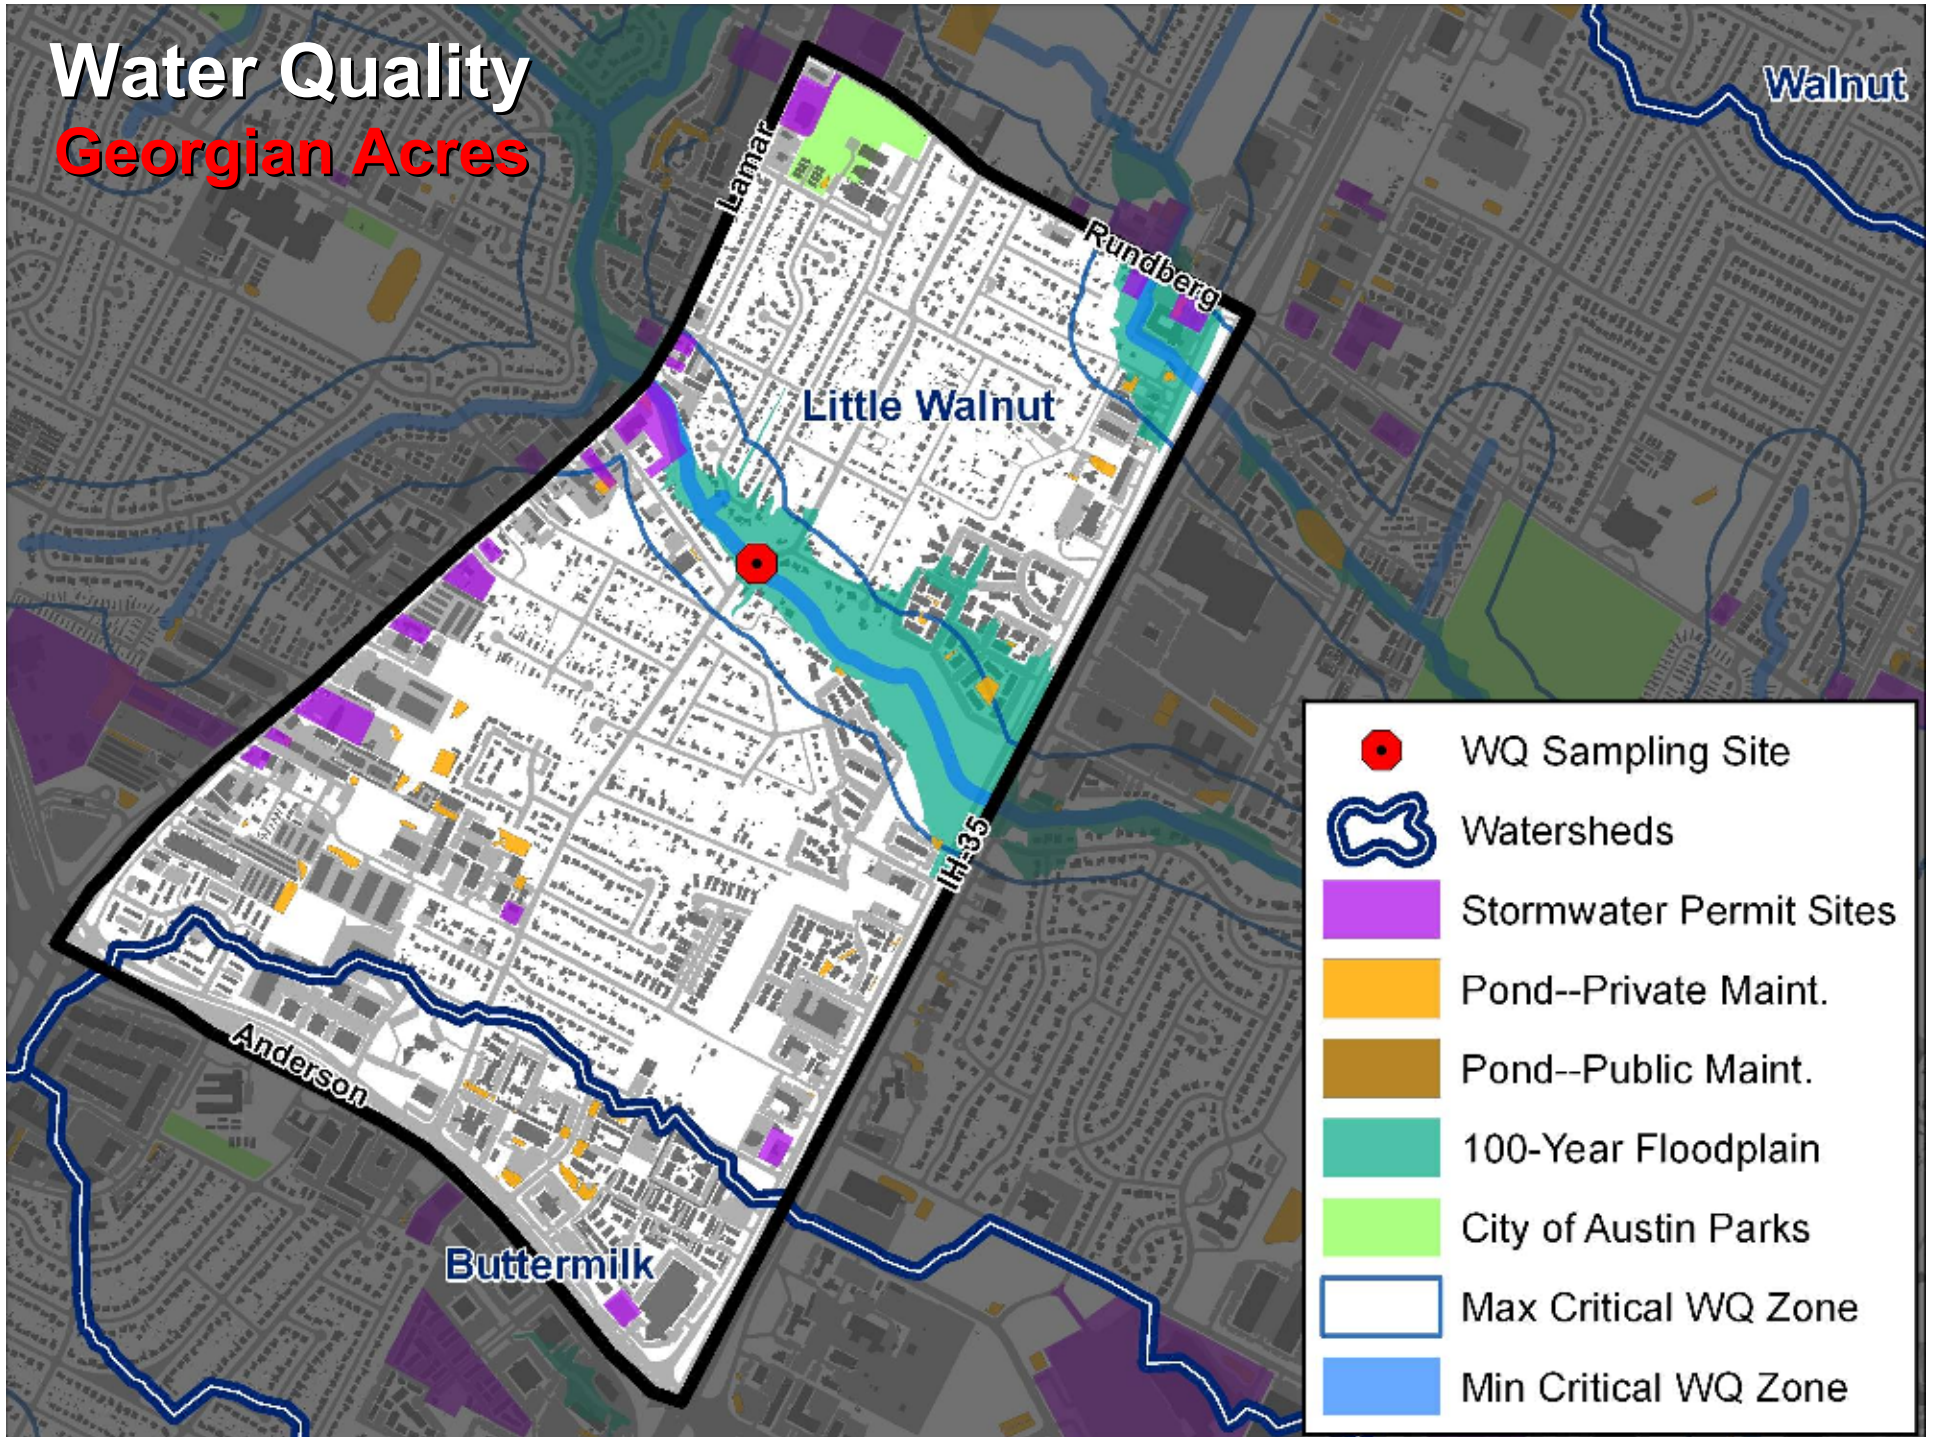 Water Quality
Georgian Acres
Walnut
Lamar
Rundberg
Little Walnut
IH-35
Anderson
Buttermilk
WQ Sampling Site
Watersheds
Stormwater Permit Sites
Pond--Private Maint.
Pond--Public Maint.
100-Year Floodplain
City of Austin Parks
Max Critical WQ Zone
Min Critical WQ Zone